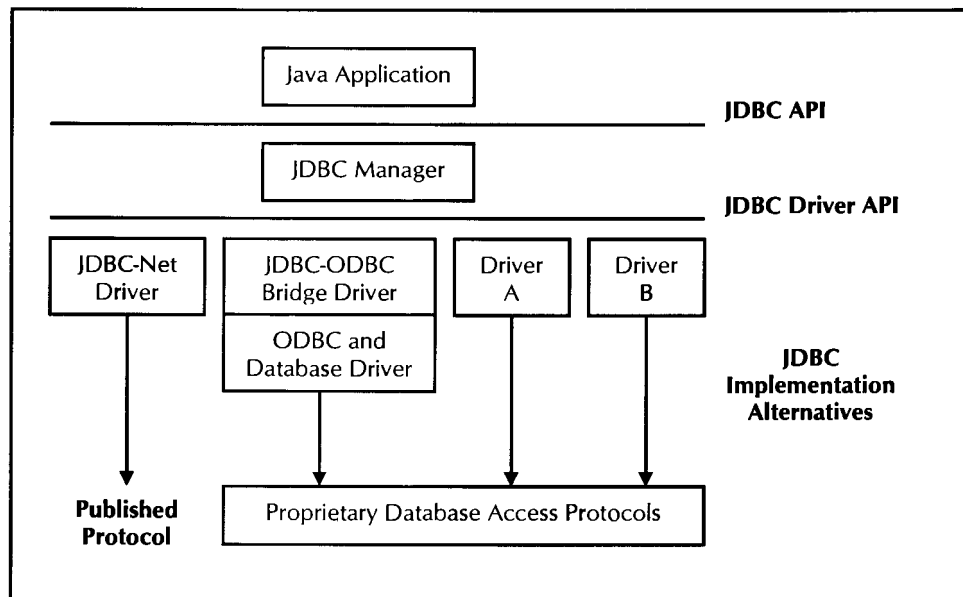 Java Application
JDBC API
JDBC Manager
JDBC Driver API
JDBC-Net
Driver
JDBC-ODBC
Bridge Driver
ODBC and
Database Driver
Driver
A
Driver
B
JDBC
Implementation
Alternatives
Published
Protocol
Proprietary Database Access Protocols